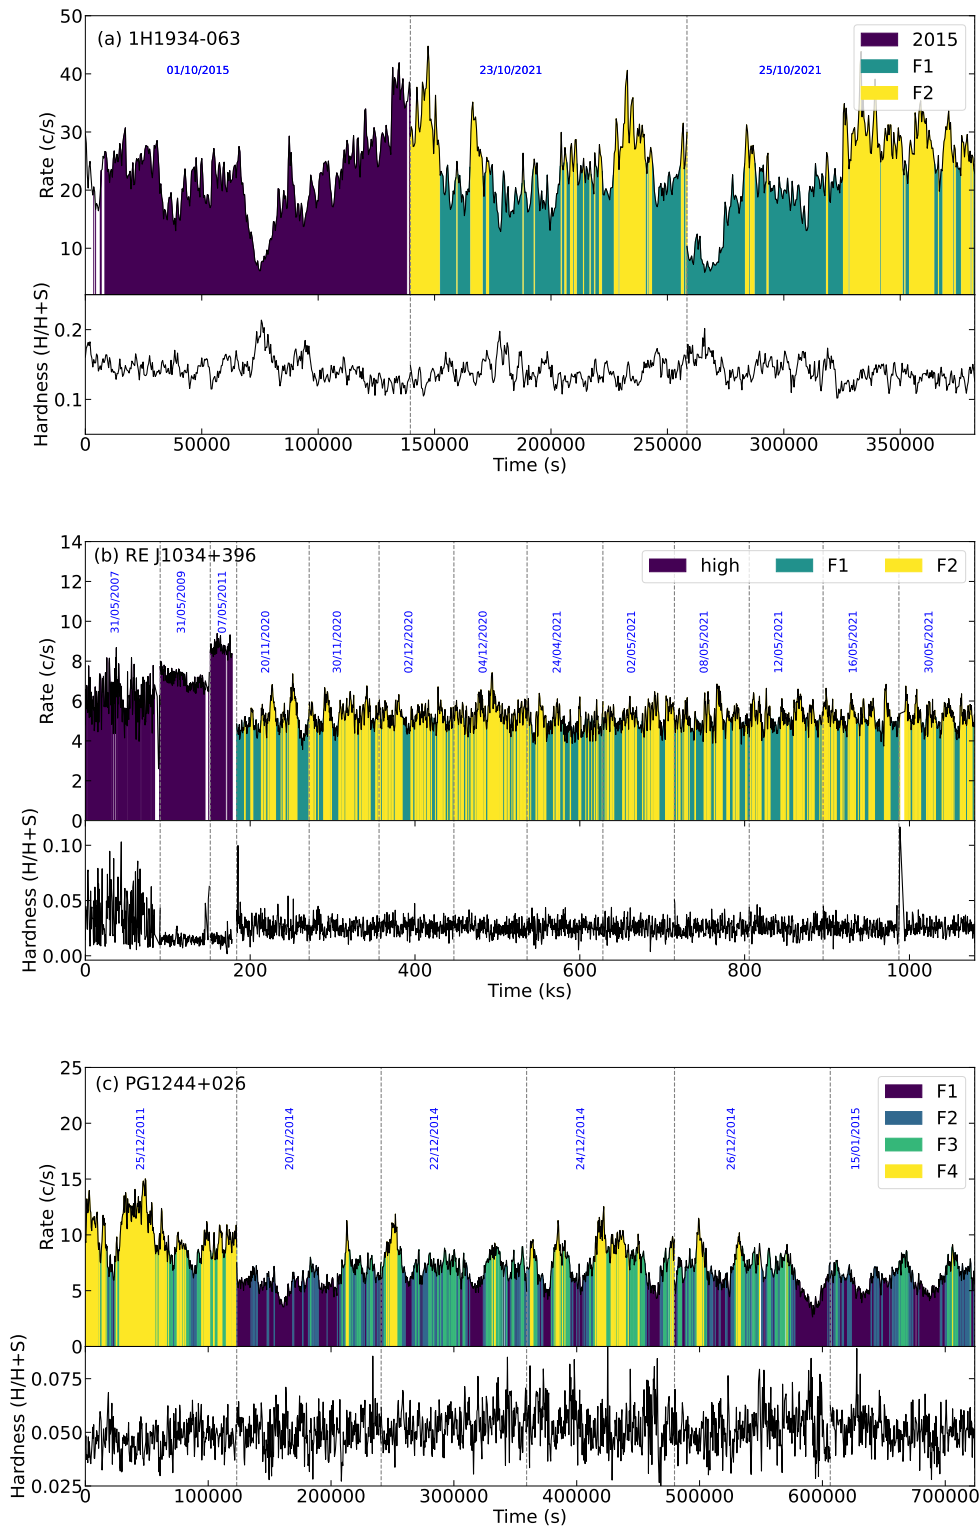 (a) 1H1934-063
01/10/2015
23/10/2021
25/10/2021
2015
F1
F2
50
40
30
20
10
Rate (c/s)
0.2
0.1
Hardness (H/H+S)
0 50000 100000 150000 200000 250000 300000 350000
Time (s)
(b) RE J1034+396
high F1 F2
31/05/2007
31/05/2009
07/05/2011
20/11/2020
30/11/2020
02/12/2020
04/12/2020
24/04/2021
02/05/2021
08/05/2021
12/05/2021
16/05/2021
30/05/2021
14
12
10
8
6
4
2
0
Rate (c/s)
0.10
0.05
0.00
Hardness (H/H+S)
0 200 400 600 800 1000
Time (ks)
(c) PG1244+026
25/12/2011
20/12/2014
22/12/2014
24/12/2014
26/12/2014
15/01/2015
F1
F2
F3
F4
25
20
15
10
5
0
Rate (c/s)
0.075
0.050
0.025
Hardness (H/H+S)
0 100000 200000 300000 400000 500000 600000 700000
Time (s)